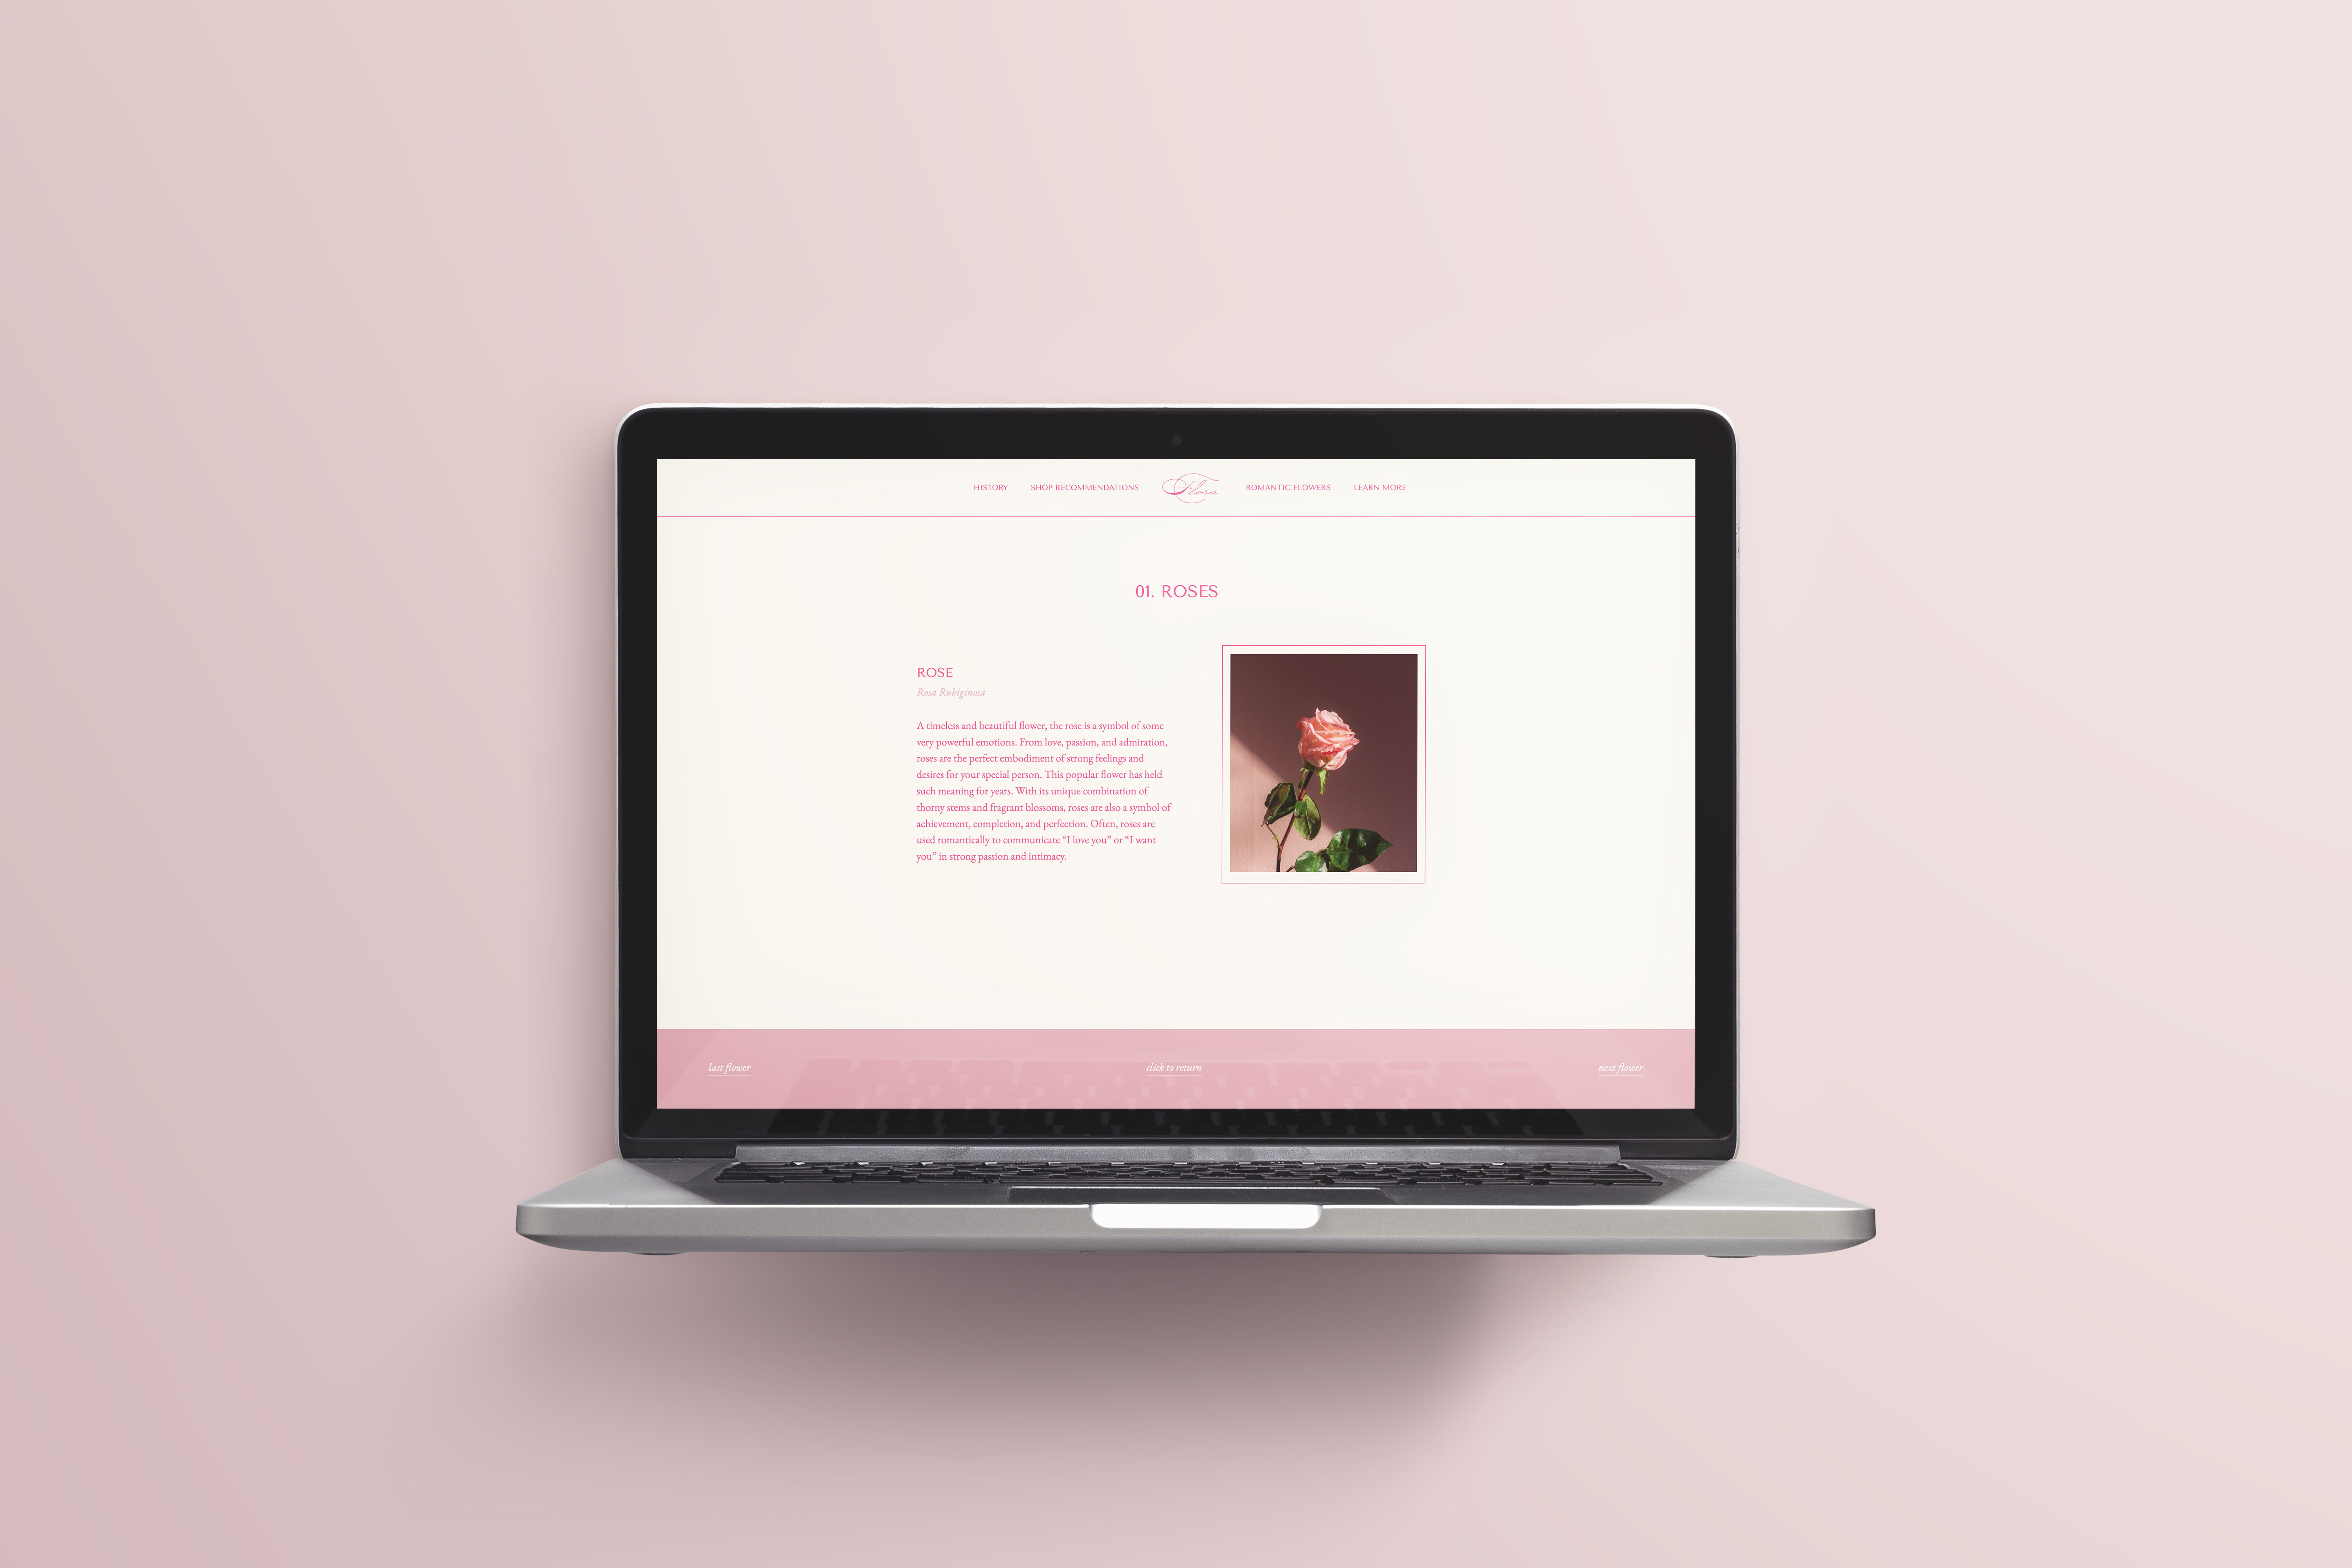 HISTORY SHOP RECOMMENDATIONS Flosa ROMANTIC FLOWERS LEARN MORE
01. ROSES
ROSE
Rosa Rubiginosa
A timeless and beautiful flower, the rose is a symbol of some
very powerful emotions. From love, passion, and admiration,
roses are the perfect embodiment of strong feelings and
desires for your special person. This popular flower has held
such meaning for years. With its unique combination of
thorny stems and fragrant blossoms, roses are also a symbol of
achievement, completion, and perfection. Often, roses are
used romantically to communicate “I love you” or “I want
you” in strong passion and intimacy.
last flower click to return next flower